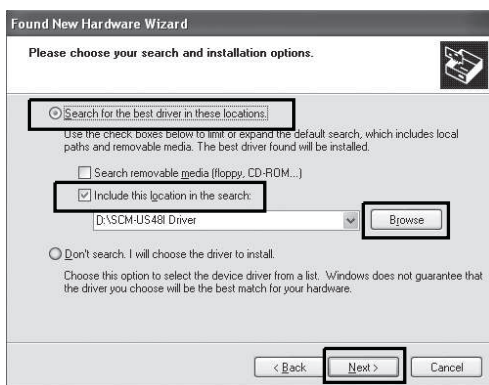 Found New Hardware Wizard
Please choose your search and installation options.
Search for the best driver in these locations.
Use the check boxes below to limit or expand the default search, which includes local
paths and removable media. The best driver found will be installed.
Search removable media (floppy, CD-ROM...)
Include this location in the search:
D:\SCM-US48I Driver
Browse
Don't search. I will choose the driver to install.
Choose this option to select the device driver from a list. Windows does not guarantee that
the driver you choose will be the best match for your hardware.
< Back
Next >
Cancel